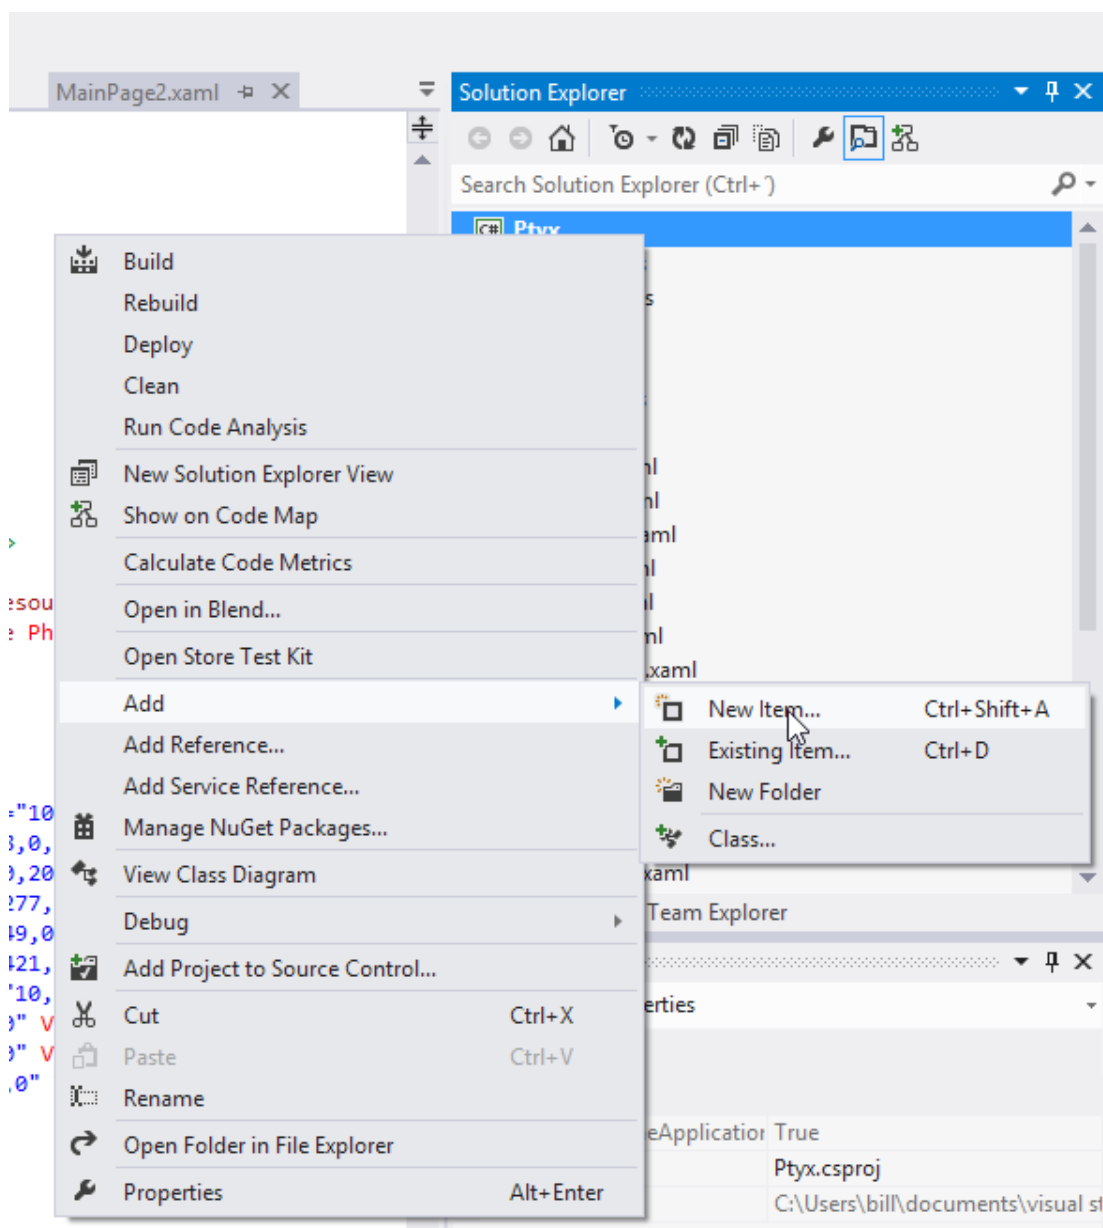 MainPage2.xaml
Solution Explorer
Search Solution Explorer (Ctrl+¨)
C# Ptyx
Build
Rebuild
Deploy
Clean
Run Code Analysis
New Solution Explorer View
Show on Code Map
Calculate Code Metrics
Open in Blend...
Open Store Test Kit
Add
Add Reference...
Add Service Reference...
Manage NuGet Packages...
View Class Diagram
Debug
Add Project to Source Control...
Cut Ctrl+X
Paste Ctrl+V
Rename
Open Folder in File Explorer
Properties Alt+Enter
New Item... Ctrl+Shift+A
Existing Item... Ctrl+D
New Folder
Class...
.xaml
Team Explorer
erties
eApplication True
Ptyx.csproj
C:\Users\bill\documents\visual st